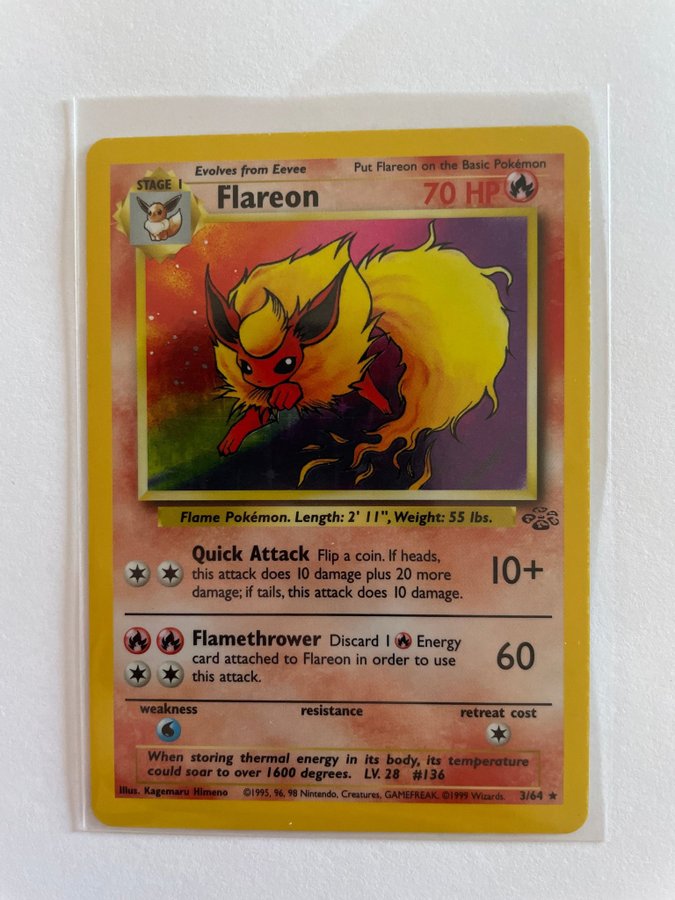 Evolves from Eevee
Put Flareon on the Basic Pokémon
STAGE 1
Flareon
70 HP
Flame Pokémon. Length: 2' 11", Weight: 55 lbs.
Quick Attack Flip a coin. If heads,
this attack does 10 damage plus 20 more
damage; if tails, this attack does 10 damage.
10+
Flamethrower Discard 1 Energy
card attached to Flareon in order to use
this attack.
60
weakness
resistance
retreat cost
When storing thermal energy in its body, its temperature
could soar to over 1600 degrees. LV. 28 #136
Illus. Kagemaru Himeno
©1995, 96, 98 Nintendo, Creatures, GAMEFREAK. ©1999 Wizards.
3/64 ★